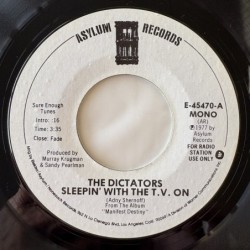 ASYLUM RECORDS
Sure Enough
Tunes
Intro: :16
Time: 3:35
Close: Fade
Produced by
Murray Krugman
& Sandy Pearlman
E-45470-A
MONO
(AR)
℗ 1977 by
Asylum
Records
FOR RADIO
STATION
USE ONLY
THE DICTATORS
SLEEPIN' WITH THE T.V. ON
(Adny Shernoff)
From The Album
"Manifest Destiny"